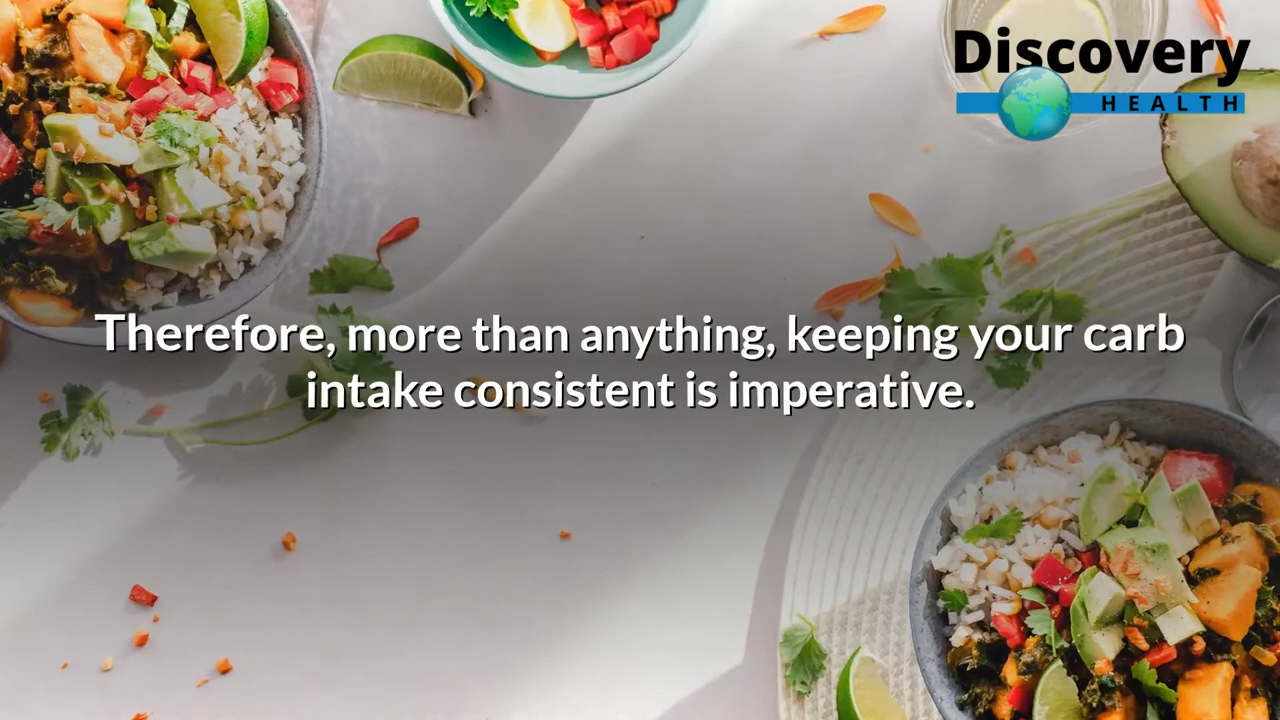 Discovery
HEALTH
Therefore, more than anything, keeping your carb
intake consistent is imperative.